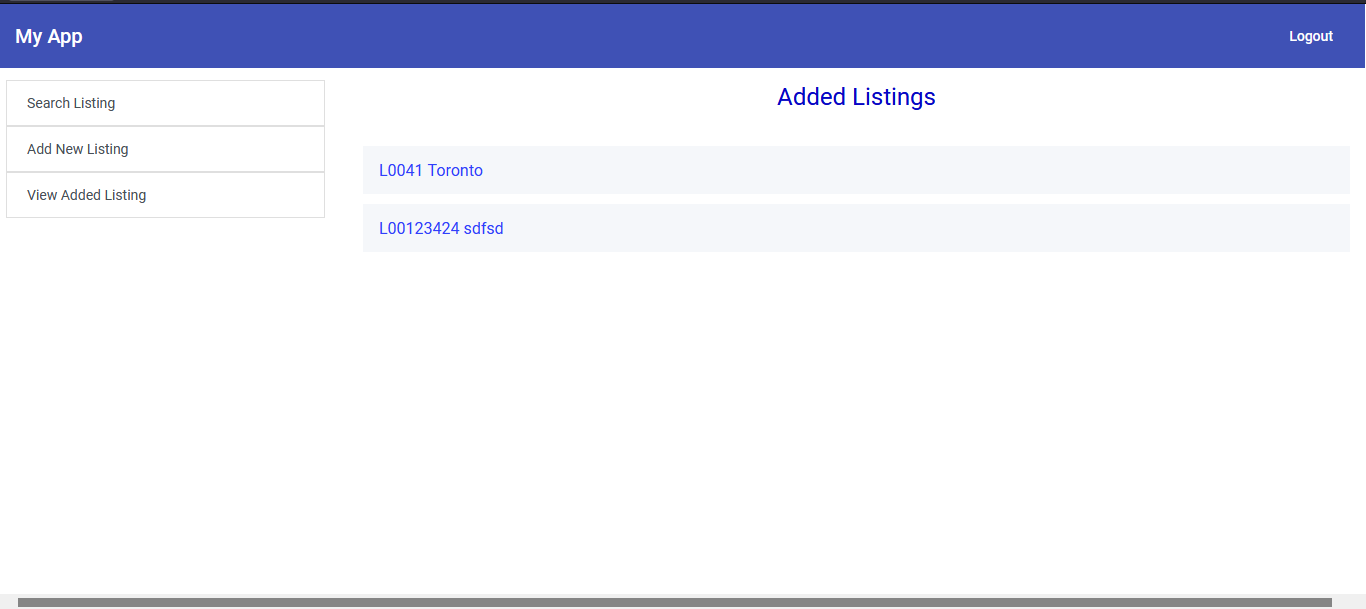 My App
Logout
Search Listing
Add New Listing
View Added Listing
Added Listings
L0041 Toronto
L00123424 sdfsd